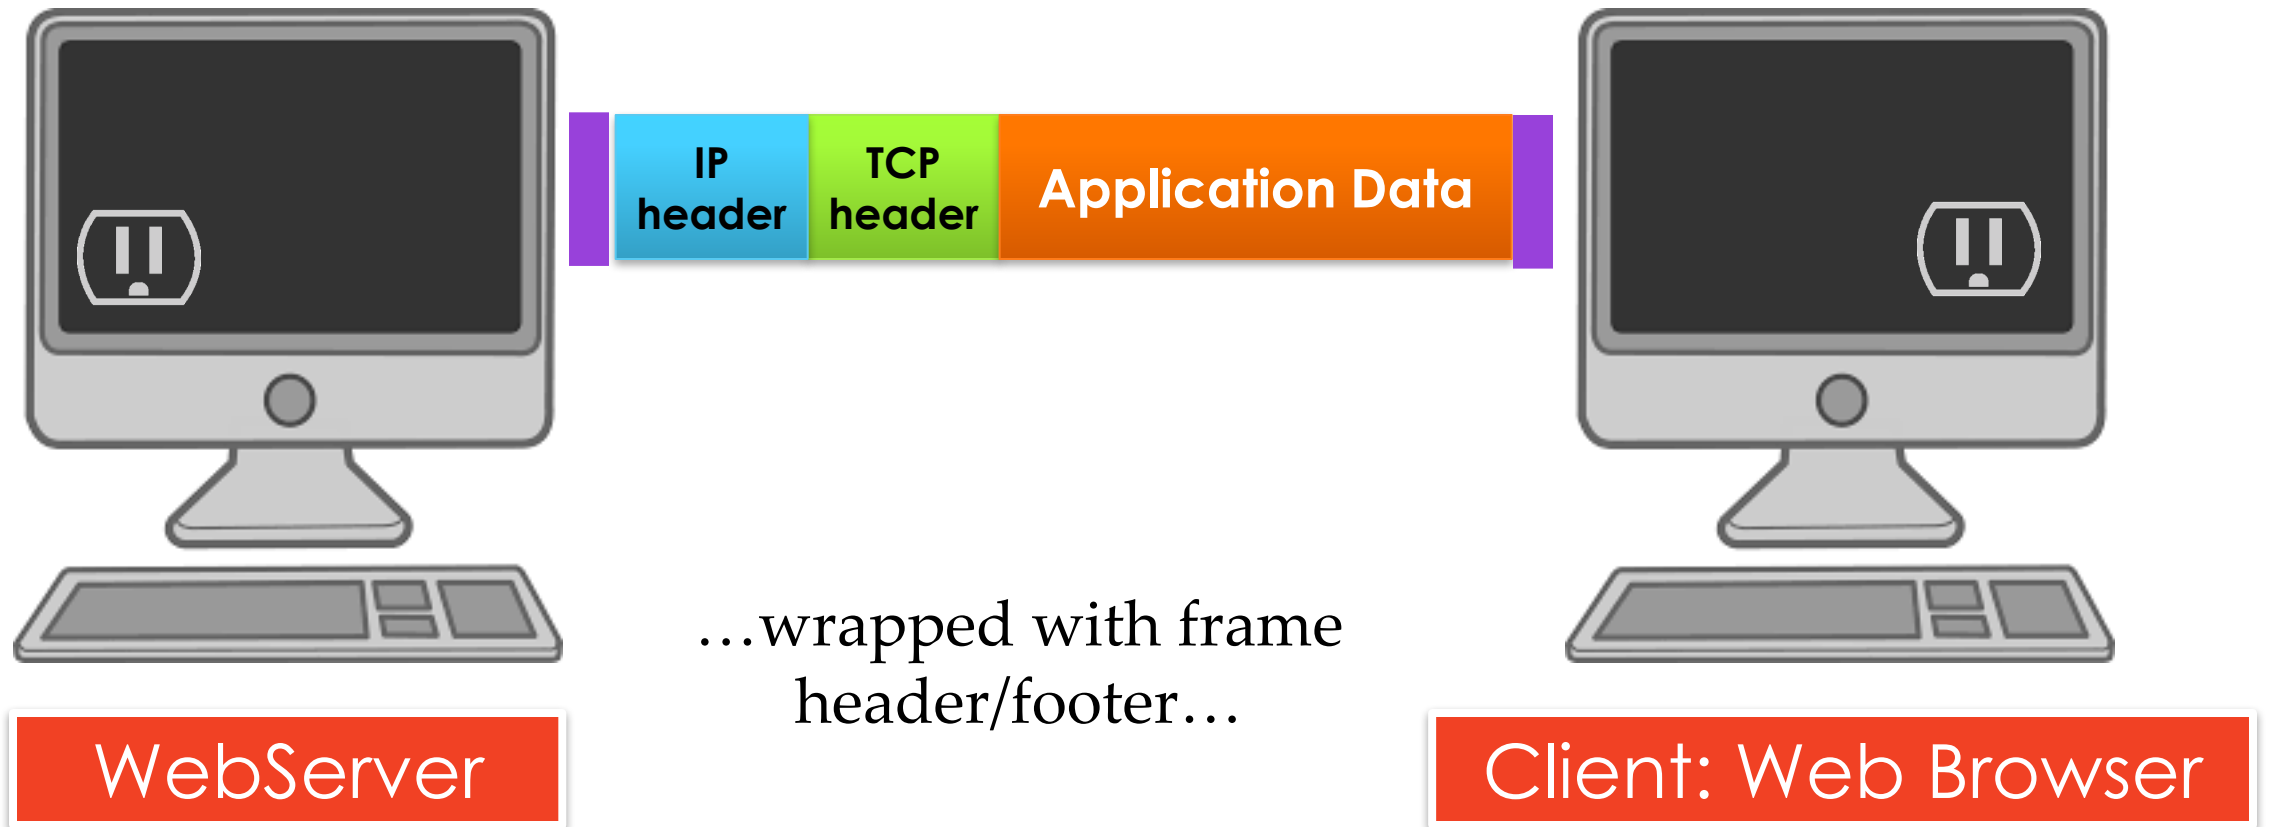 IP
header
TCP
header
Application Data
…wrapped with frame
header/footer…
WebServer
Client: Web Browser